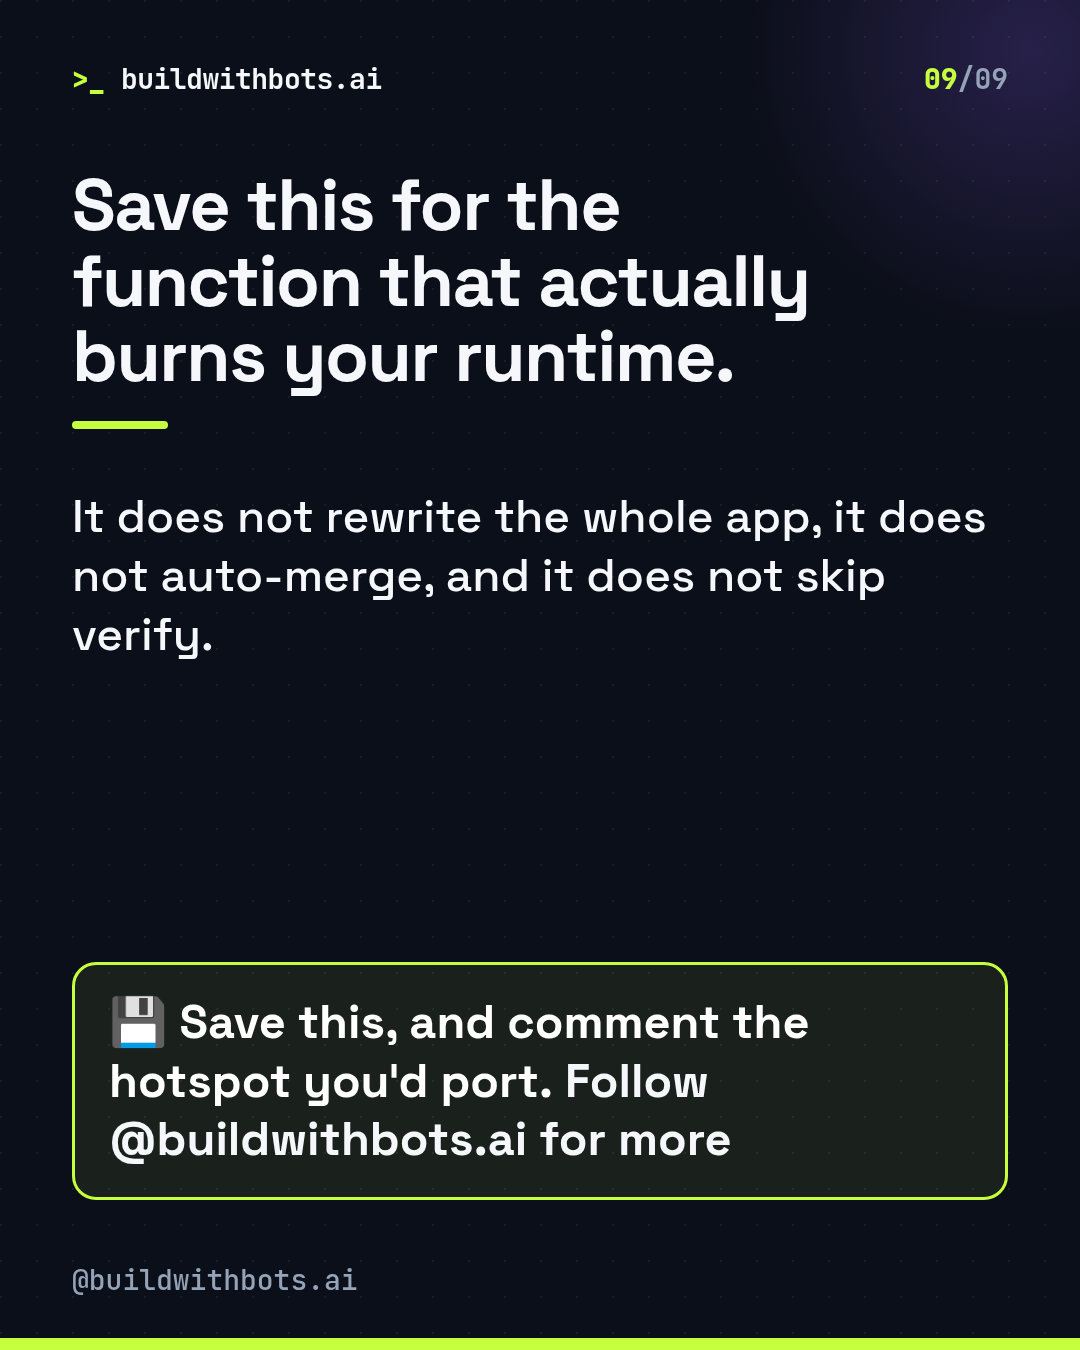 >_ buildwithbots.ai
09/09
Save this for the
function that actually
burns your runtime.
It does not rewrite the whole app, it does
not auto-merge, and it does not skip
verify.
💾 Save this, and comment the
hotspot you'd port. Follow
@buildwithbots.ai for more
@buildwithbots.ai